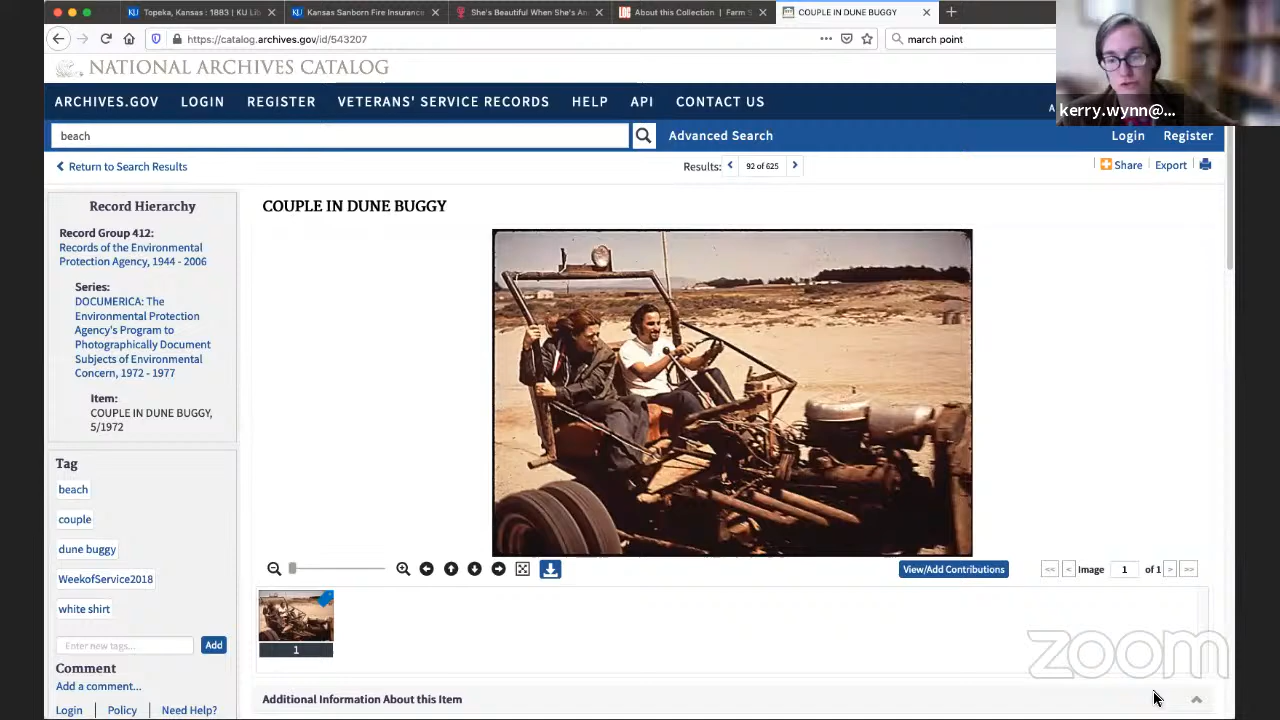 Topeka, Kansas : 1883 | KU Lib
Kansas Sanborn Fire Insurance
She's Beautiful When She's An
About this Collection | Farm S
COUPLE IN DUNE BUGGY
https://catalog.archives.gov/id/543207
march point
kerry.wynn@...
NATIONAL ARCHIVES CATALOG
ARCHIVES.GOV LOGIN REGISTER VETERANS' SERVICE RECORDS HELP API CONTACT US A
beach
Advanced Search
Login Register
Return to Search Results
Results: 92 of 625
Share Export
Record Hierarchy
Record Group 412:
Records of the Environmental
Protection Agency, 1944 - 2006
Series:
DOCUMERICA: The
Environmental Protection
Agency's Program to
Photographically Document
Subjects of Environmental
Concern, 1972 - 1977
Item:
COUPLE IN DUNE BUGGY,
5/1972
COUPLE IN DUNE BUGGY
Tag
beach
couple
dune buggy
WeekofService2018
white shirt
Enter new tags...
Add
Comment
Add a comment...
Login Policy Need Help?
View/Add Contributions
<< < Image 1 of 1 > >>
1
Additional Information About this Item
zoom